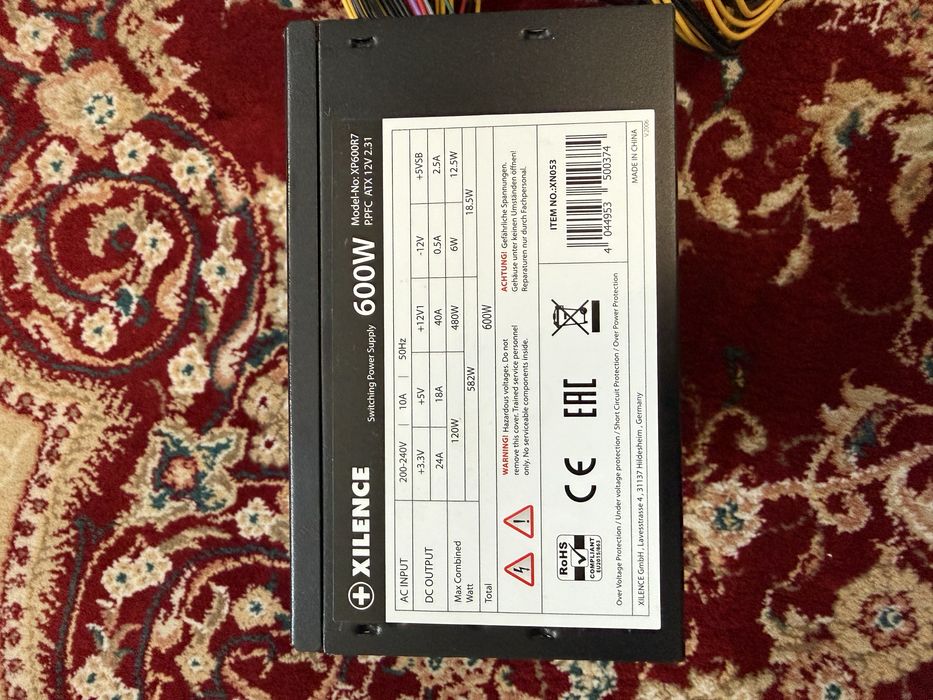 XILENCE
Switching Power Supply 600W
Model-No: XP600R7
P.PFC ATX 12V 2.31
AC INPUT 200-240V | 10A | 50Hz
DC OUTPUT +3.3V +5V +12V1 -12V +5VSB
24A 18A 40A 0.5A 2.5A
Max Combined Watt 120W 480W 6W 12.5W
582W 18.5W
Total 600W
WARNING! Hazardous voltages. Do not
remove this cover. Trained service personnel
only. No serviceable components inside.
ACHTUNG! Gefährliche Spannungen.
Gehäuse unter keinen Umständen öffnen!
Reparaturen nur durch Fachpersonal.
RoHS
COMPLIANT
EU2015/863
CE
EAC
ITEM NO.:XN053
4 044953 500374
Over Voltage Protection / Under voltage protection / Short Circuit Protection / Over Power Protection
XILENCE GmbH , Lavesstrasse 4 , 31137 Hildesheim , Germany
MADE IN CHINA
V.2006